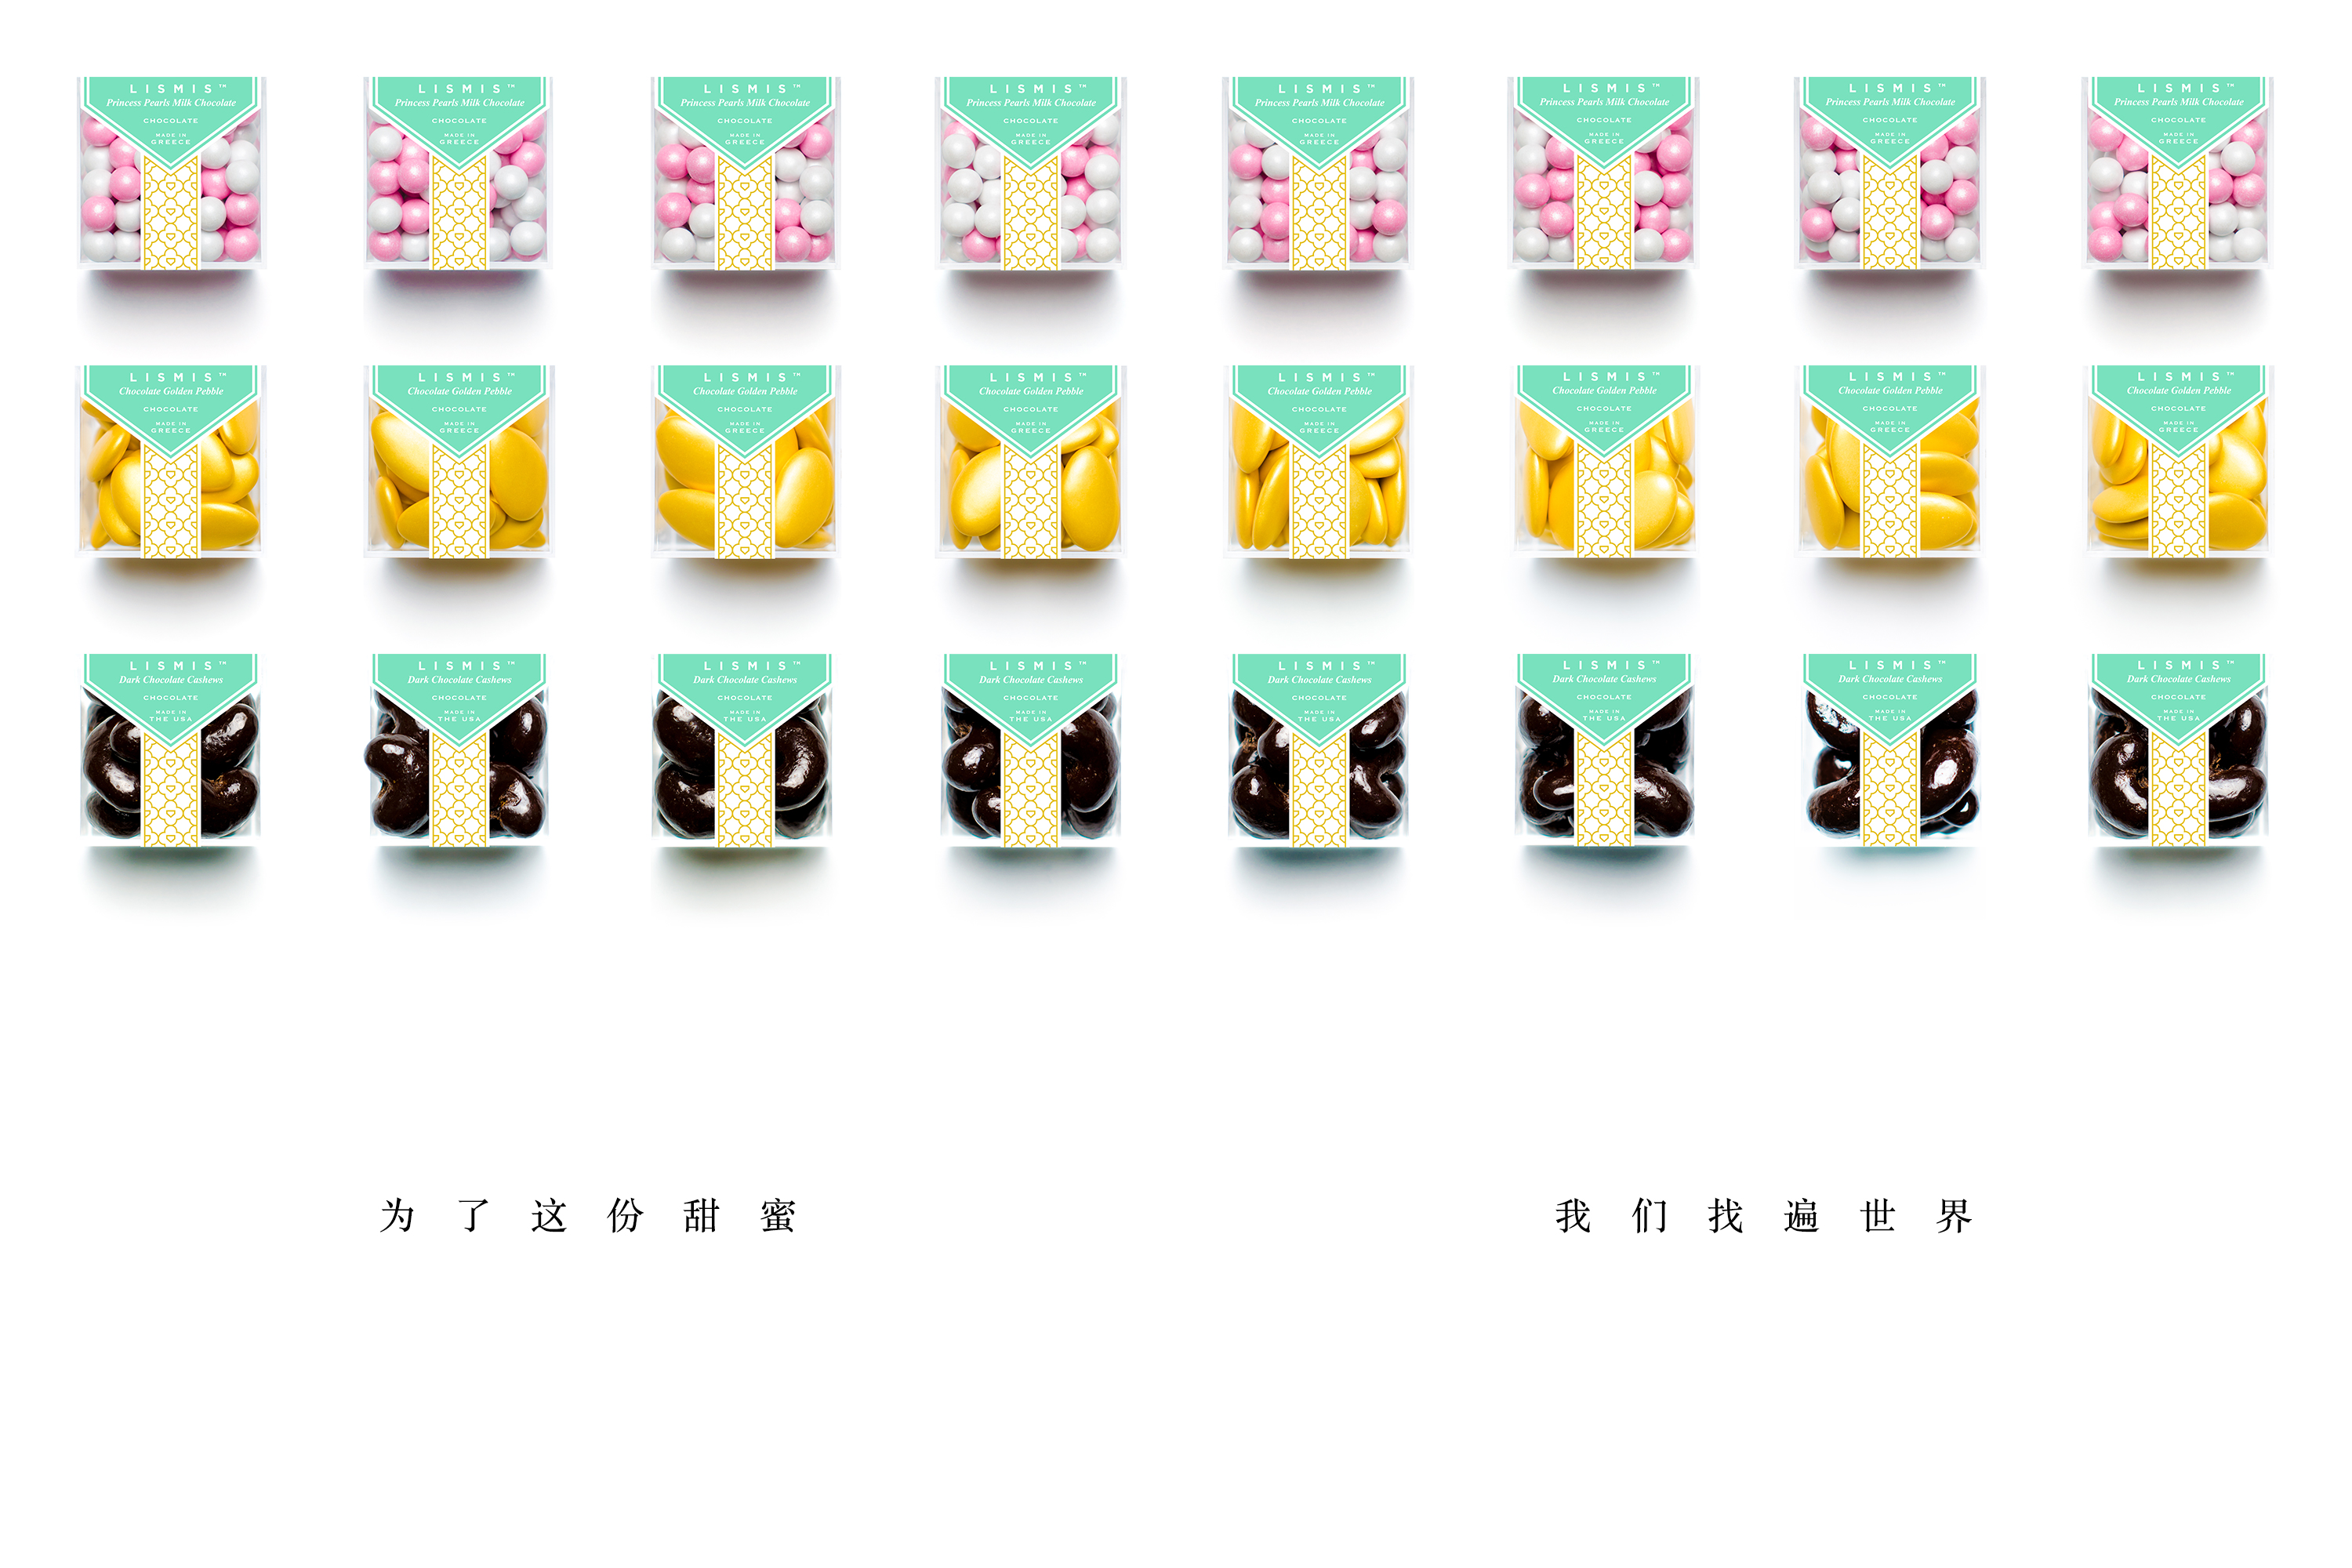 LISMIS™
Princess Pearls Milk Chocolate
CHOCOLATE
MADE IN
GREECE
LISMIS™
Princess Pearls Milk Chocolate
CHOCOLATE
MADE IN
GREECE
LISMIS™
Princess Pearls Milk Chocolate
CHOCOLATE
MADE IN
GREECE
LISMIS™
Princess Pearls Milk Chocolate
CHOCOLATE
MADE IN
GREECE
LISMIS™
Princess Pearls Milk Chocolate
CHOCOLATE
MADE IN
GREECE
LISMIS™
Princess Pearls Milk Chocolate
CHOCOLATE
MADE IN
GREECE
LISMIS™
Princess Pearls Milk Chocolate
CHOCOLATE
MADE IN
GREECE
LISMIS™
Princess Pearls Milk Chocolate
CHOCOLATE
MADE IN
GREECE
LISMIS™
Chocolate Golden Pebble
CHOCOLATE
MADE IN
GREECE
LISMIS™
Chocolate Golden Pebble
CHOCOLATE
MADE IN
GREECE
LISMIS™
Chocolate Golden Pebble
CHOCOLATE
MADE IN
GREECE
LISMIS™
Chocolate Golden Pebble
CHOCOLATE
MADE IN
GREECE
LISMIS™
Chocolate Golden Pebble
CHOCOLATE
MADE IN
GREECE
LISMIS™
Chocolate Golden Pebble
CHOCOLATE
MADE IN
GREECE
LISMIS™
Chocolate Golden Pebble
CHOCOLATE
MADE IN
GREECE
LISMIS™
Chocolate Golden Pebble
CHOCOLATE
MADE IN
GREECE
LISMIS™
Dark Chocolate Cashews
CHOCOLATE
MADE IN
THE USA
LISMIS™
Dark Chocolate Cashews
CHOCOLATE
MADE IN
THE USA
LISMIS™
Dark Chocolate Cashews
CHOCOLATE
MADE IN
THE USA
LISMIS™
Dark Chocolate Cashews
CHOCOLATE
MADE IN
THE USA
LISMIS™
Dark Chocolate Cashews
CHOCOLATE
MADE IN
THE USA
LISMIS™
Dark Chocolate Cashews
CHOCOLATE
MADE IN
THE USA
LISMIS™
Dark Chocolate Cashews
CHOCOLATE
MADE IN
THE USA
LISMIS™
Dark Chocolate Cashews
CHOCOLATE
MADE IN
THE USA
为了这份甜蜜 我们找遍世界